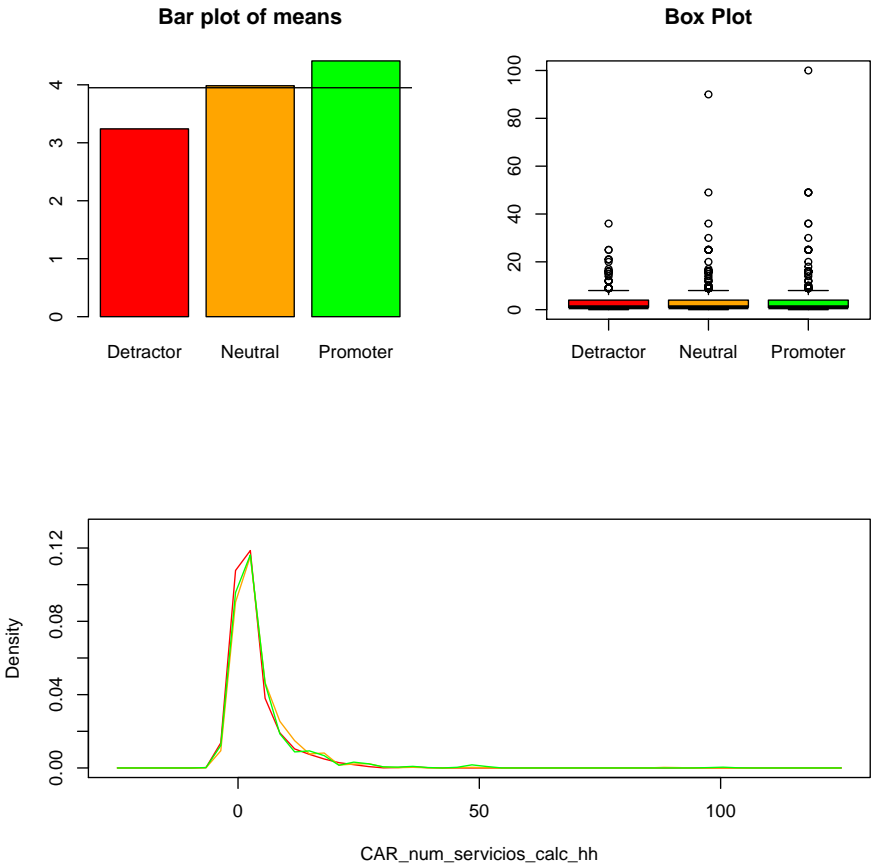 Bar plot of means
0
1
2
3
4
Detractor Neutral Promoter
Box Plot
0
20
40
60
80
100
Detractor Neutral Promoter
Density
0.00
0.04
0.08
0.12
0 50 100
CAR_num_servicios_calc_hh